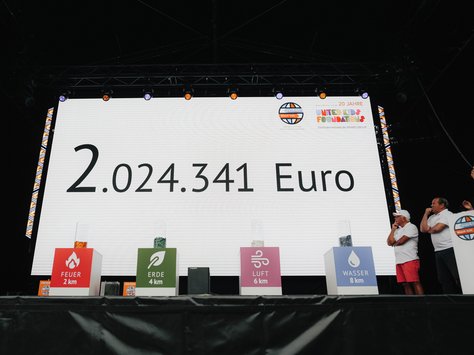 20 JAHRE
UNITED KIDS
FOUNDATIONS
2.024.341 Euro
FEUER
2 km
ERDE
4 km
LUFT
6 km
WASSER
8 km